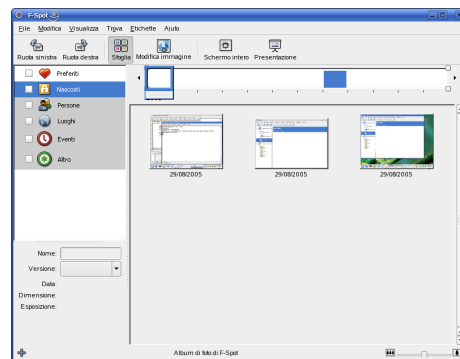 F-Spot
File Modifica Visualizza Trova Etichette Aiuto
Ruota sinistra Ruota destra Sfoglia Modifica immagine Schermo intero Presentazione
Preferiti
Nascosti
Persone
Luoghi
Eventi
Altro
29/08/2005 29/08/2005 29/08/2005
Nome:
Versione:
Data:
Dimensione:
Esposizione:
Album di foto di F-Spot